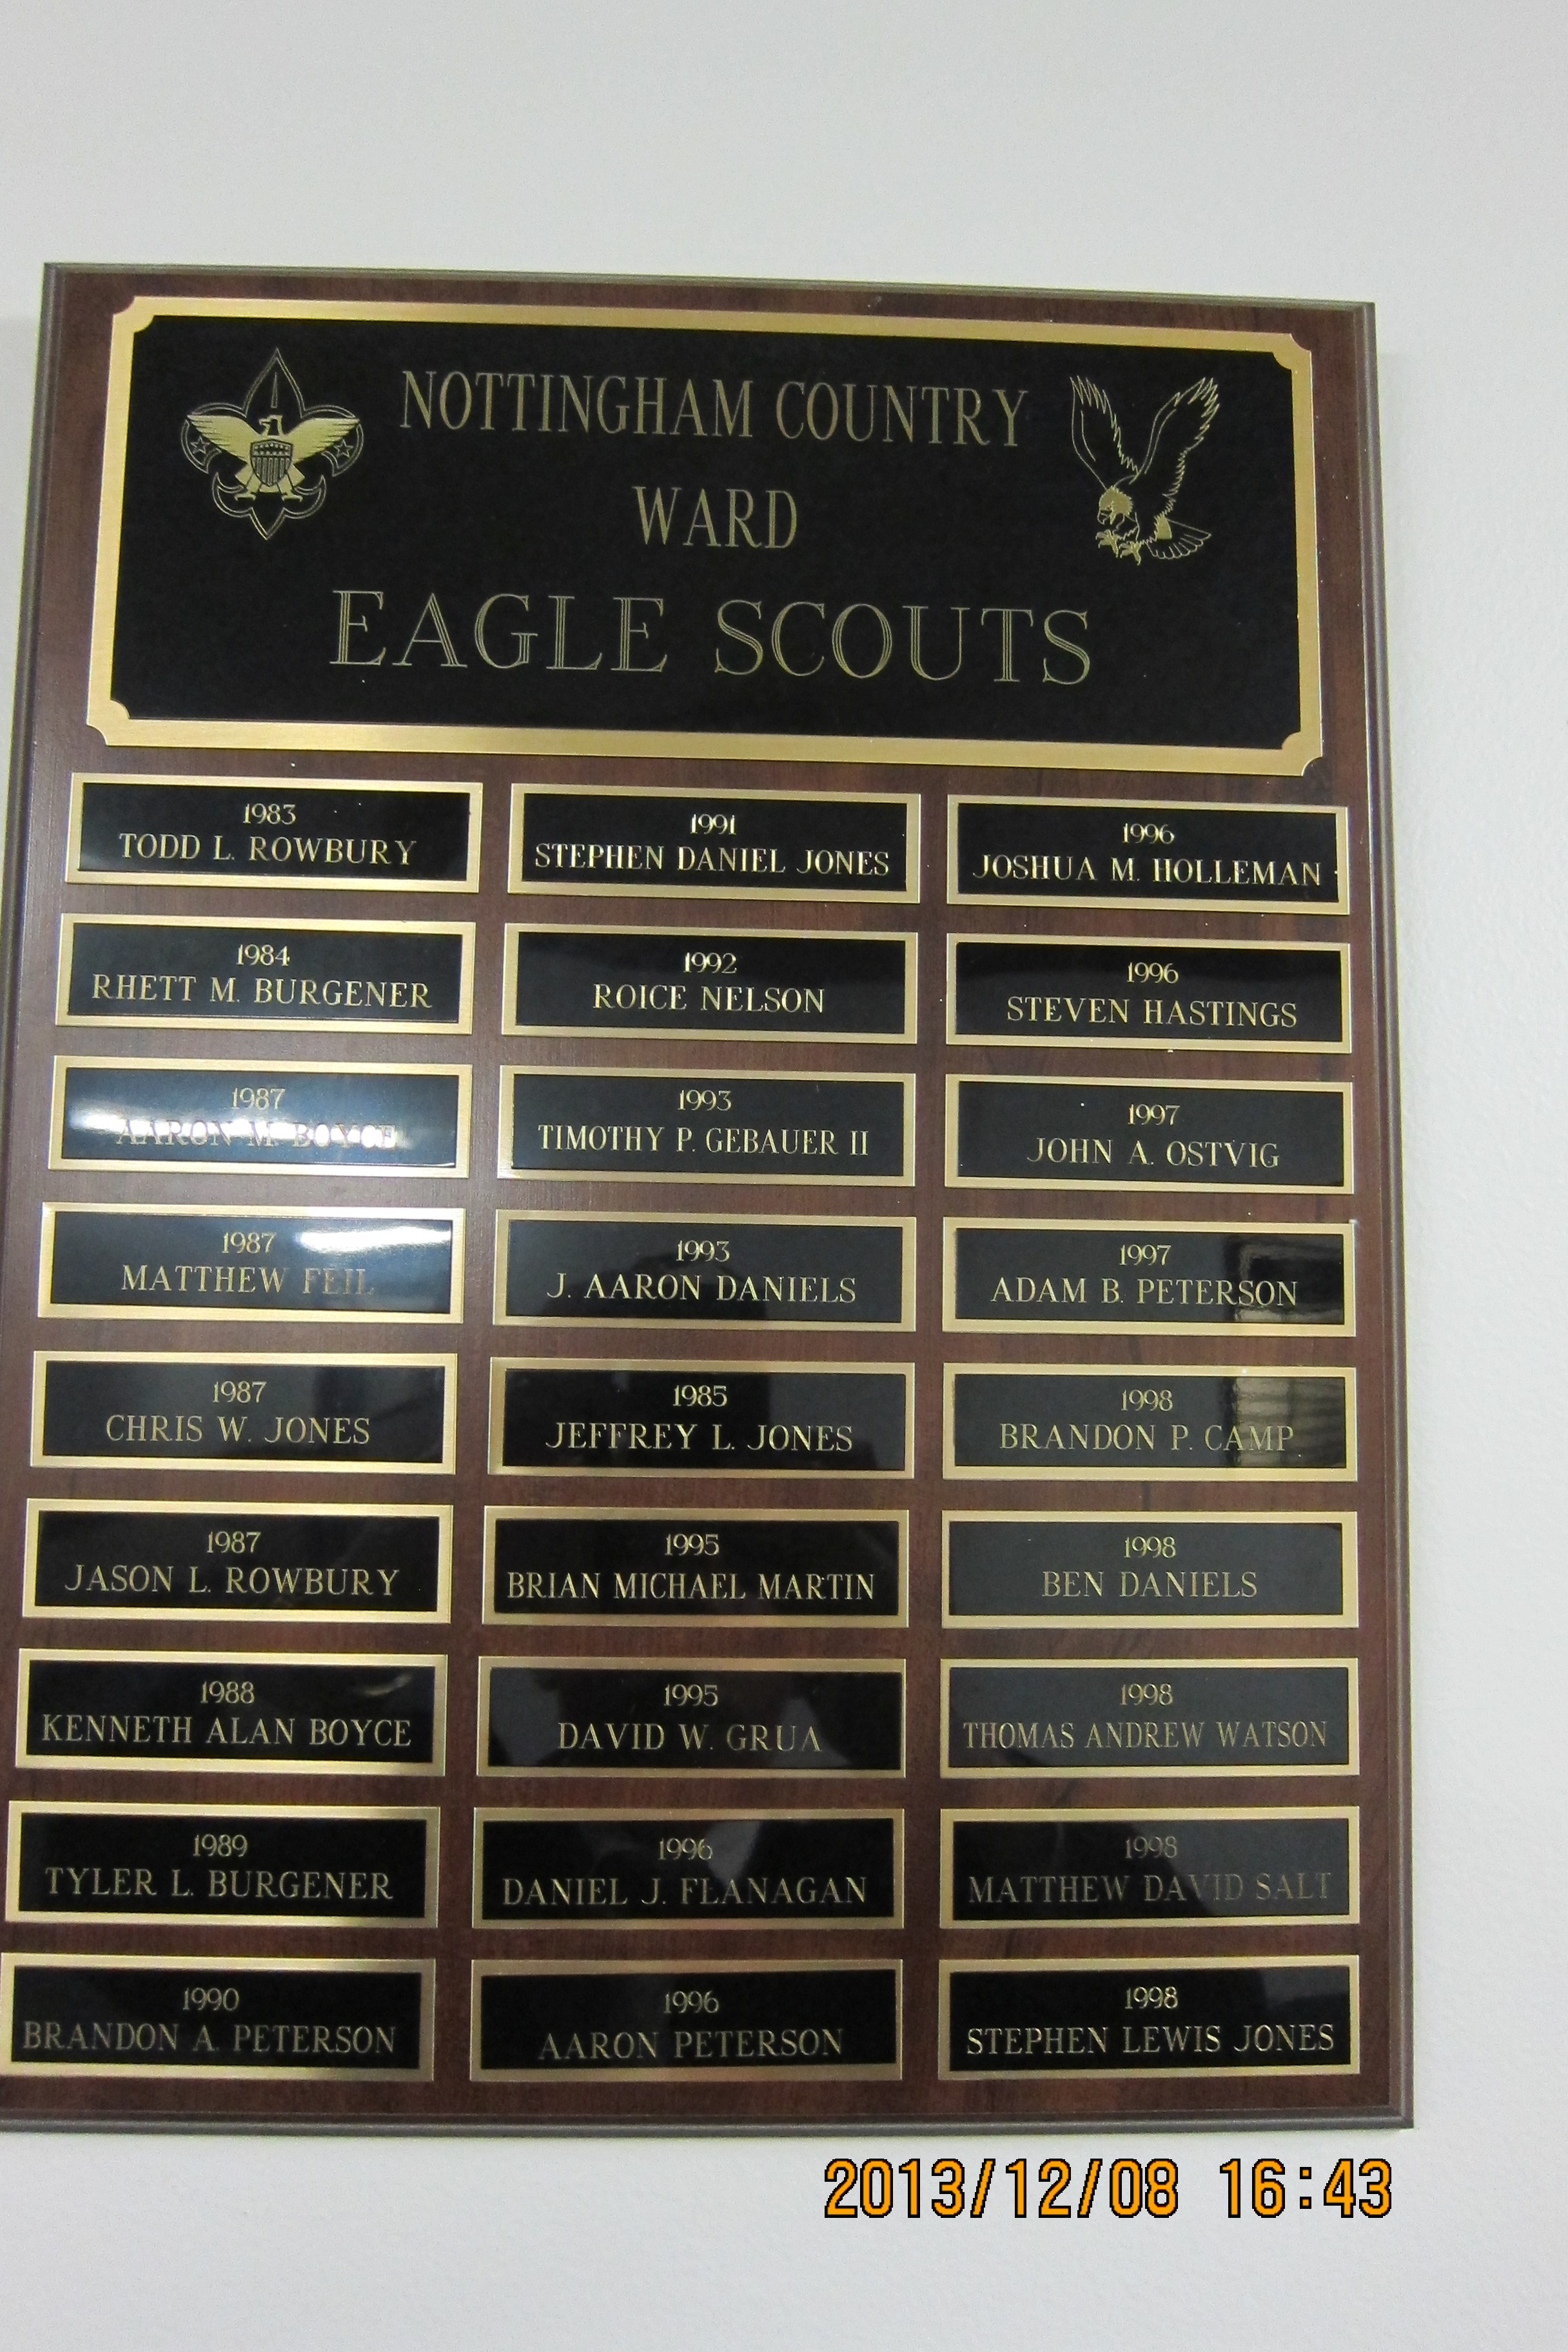 NOTTINGHAM COUNTRY
WARD
EAGLE SCOUTS
1983
TODD L. ROWBURY
1984
RHETT M. BURGENER
1987
AARON M. BOYCE
1987
MATTHEW FEIL
1987
CHRIS W. JONES
1987
JASON L. ROWBURY
1988
KENNETH ALAN BOYCE
1989
TYLER L. BURGENER
1990
BRANDON A. PETERSON
1991
STEPHEN DANIEL JONES
1992
ROICE NELSON
1993
TIMOTHY P. GEBAUER II
1993
J. AARON DANIELS
1985
JEFFREY L. JONES
1995
BRIAN MICHAEL MARTIN
1995
DAVID W. GRUA
1996
DANIEL J. FLANAGAN
1996
AARON PETERSON
1996
JOSHUA M. HOLLEMAN
1996
STEVEN HASTINGS
1997
JOHN A. OSTVIG
1997
ADAM B. PETERSON
1998
BRANDON P. CAMP
1998
BEN DANIELS
1998
THOMAS ANDREW WATSON
1998
MATTHEW DAVID SALT
1998
STEPHEN LEWIS JONES
2013/12/08 16:43